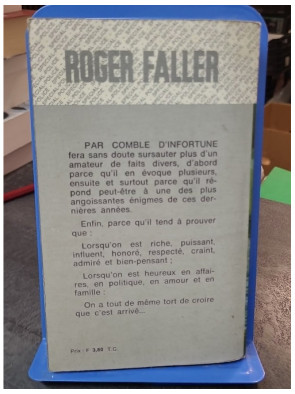 ROGER FALLER
PAR COMBLE D'INFORTUNE
fera sans doute sursauter plus d'un
amateur de faits divers, d'abord
parce qu'il en évoque plusieurs,
ensuite et surtout parce qu'il ré-
pond peut-être à une des plus
angoissantes énigmes de ces der-
nières années.
Enfin, parce qu'il tend à prouver
que :
Lorsqu'on est riche, puissant,
influent, honoré, respecté, craint,
admiré et bien-pensant ;
Lorsqu'on est heureux en affai-
res, en politique, en amour et en
famille :
On a tout de même tort de croire
que c'est arrivé...
Prix : F 3,60 T.C.